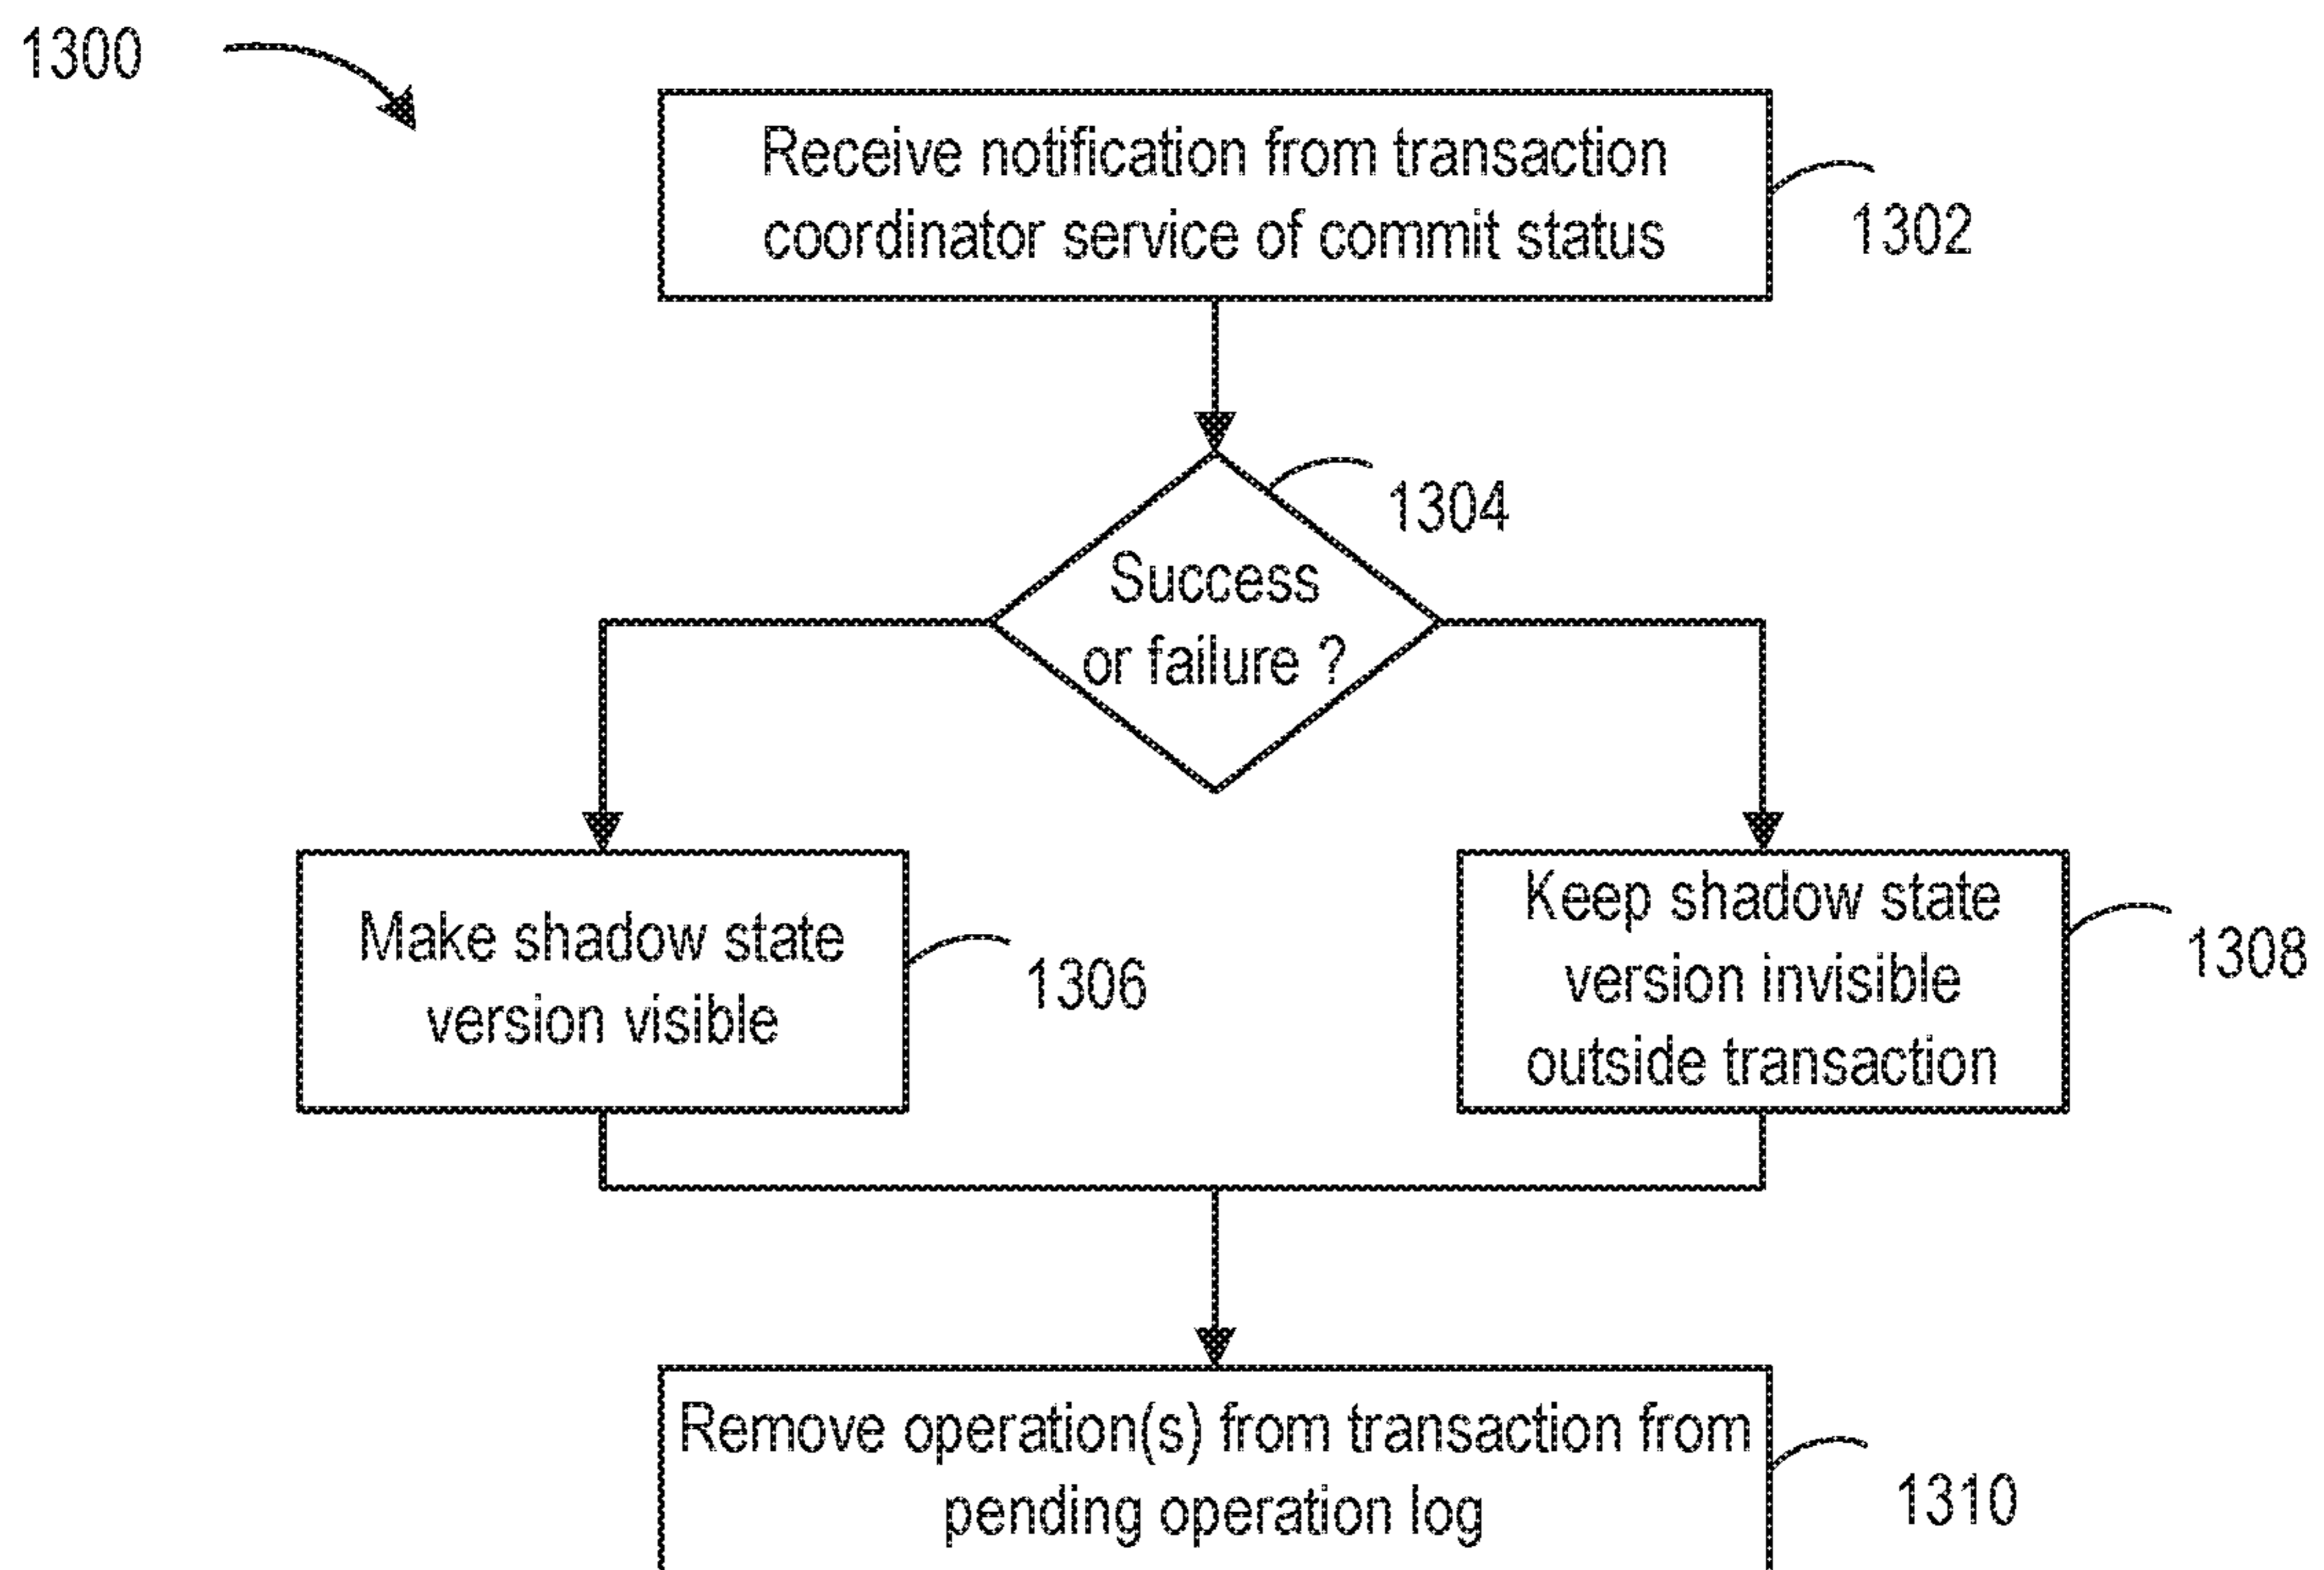 1300
Receive notification from transaction
coordinator service of commit status
1302
1304
Success
or failure ?
Make shadow state
version visible
1306
Keep shadow state
version invisible
outside transaction
1308
Remove operation(s) from transaction from
pending operation log
1310